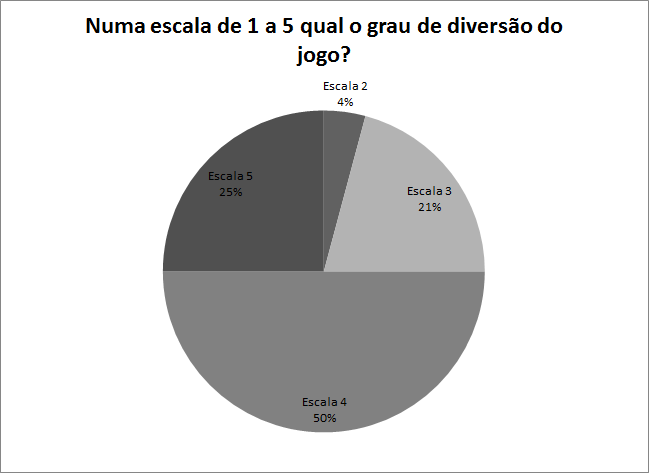 Numa escala de 1 a 5 qual o grau de diversão do
jogo?
Escala 2
4%
Escala 3
21%
Escala 5
25%
Escala 4
50%